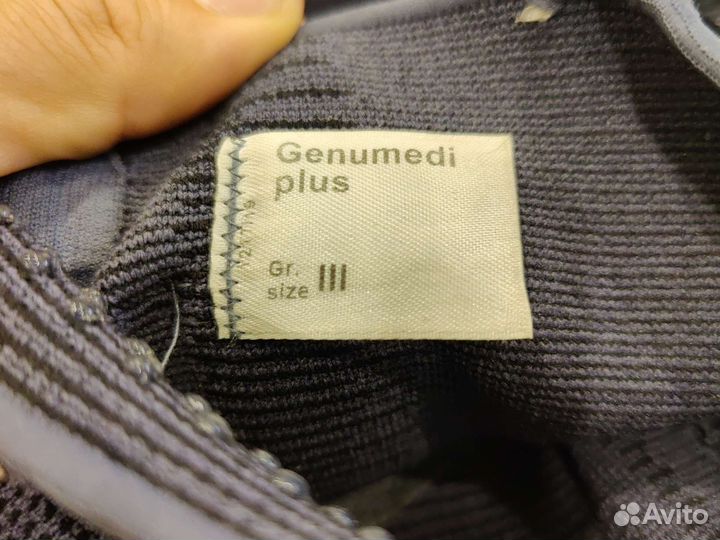 Genumedi
plus
Gr.
size III
Avito